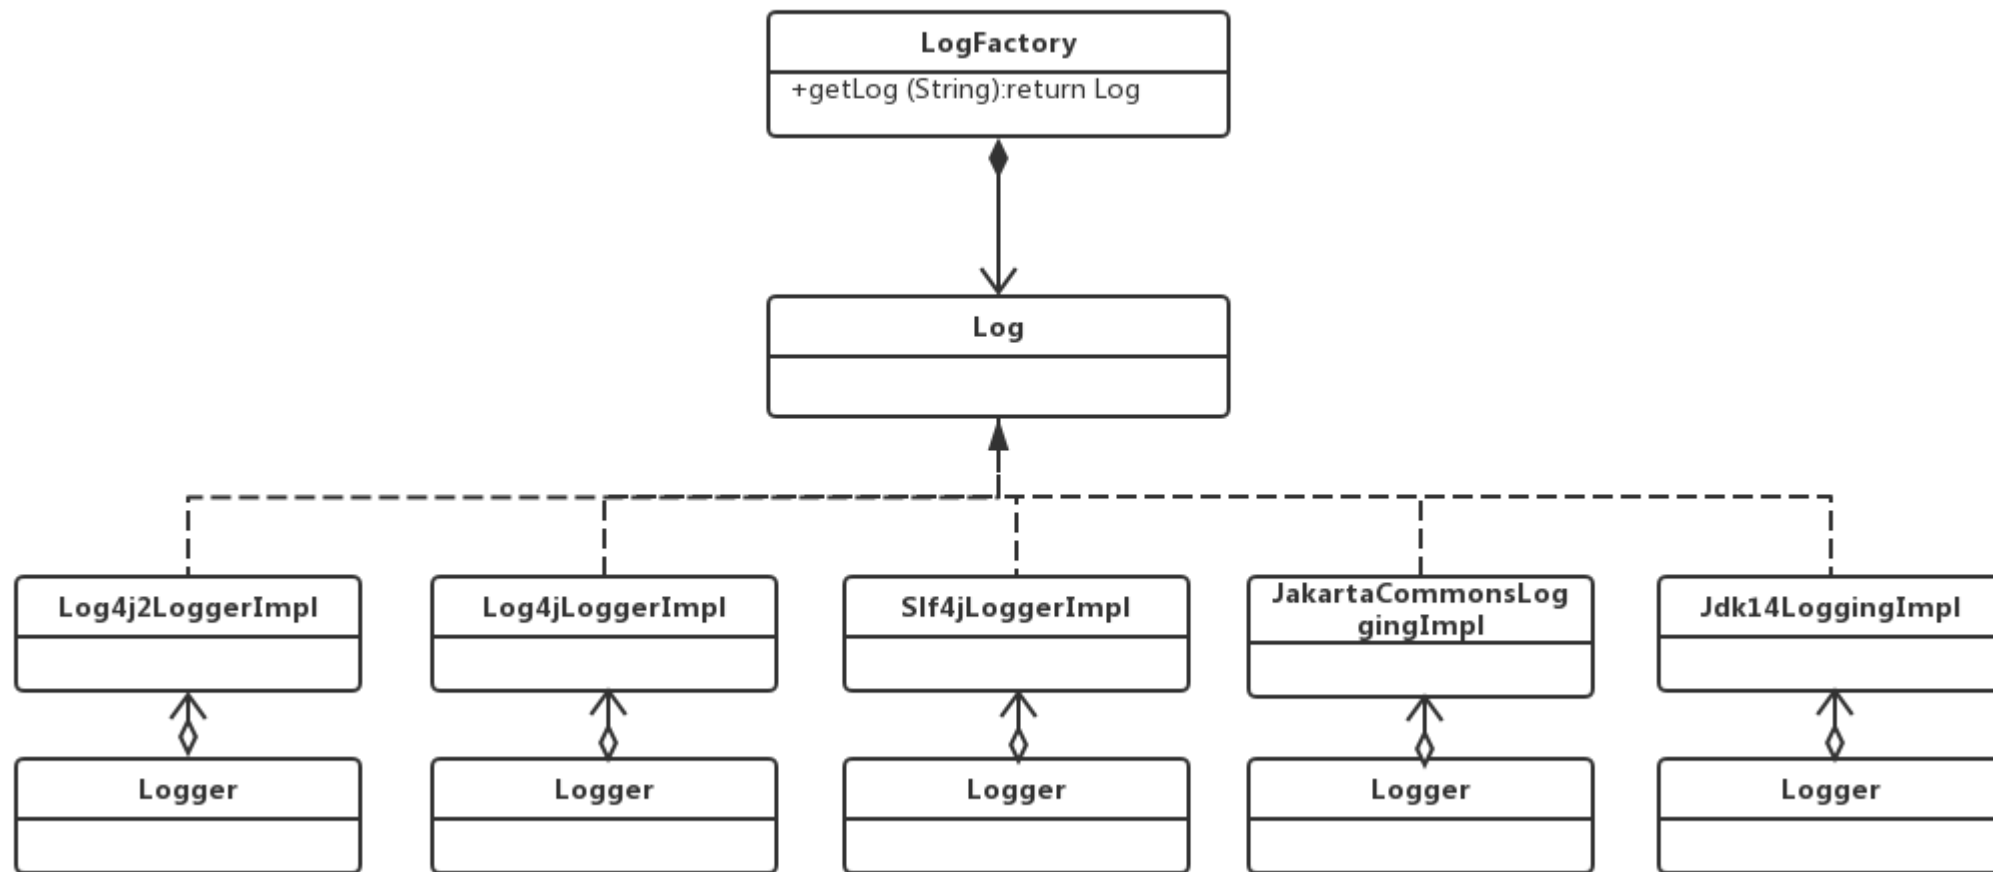 LogFactory
+getLog (String):return Log
Log
Log4j2LoggerImpl
Log4jLoggerImpl
Slf4jLoggerImpl
JakartaCommonsLog
gingImpl
Jdk14LoggingImpl
Logger
Logger
Logger
Logger
Logger